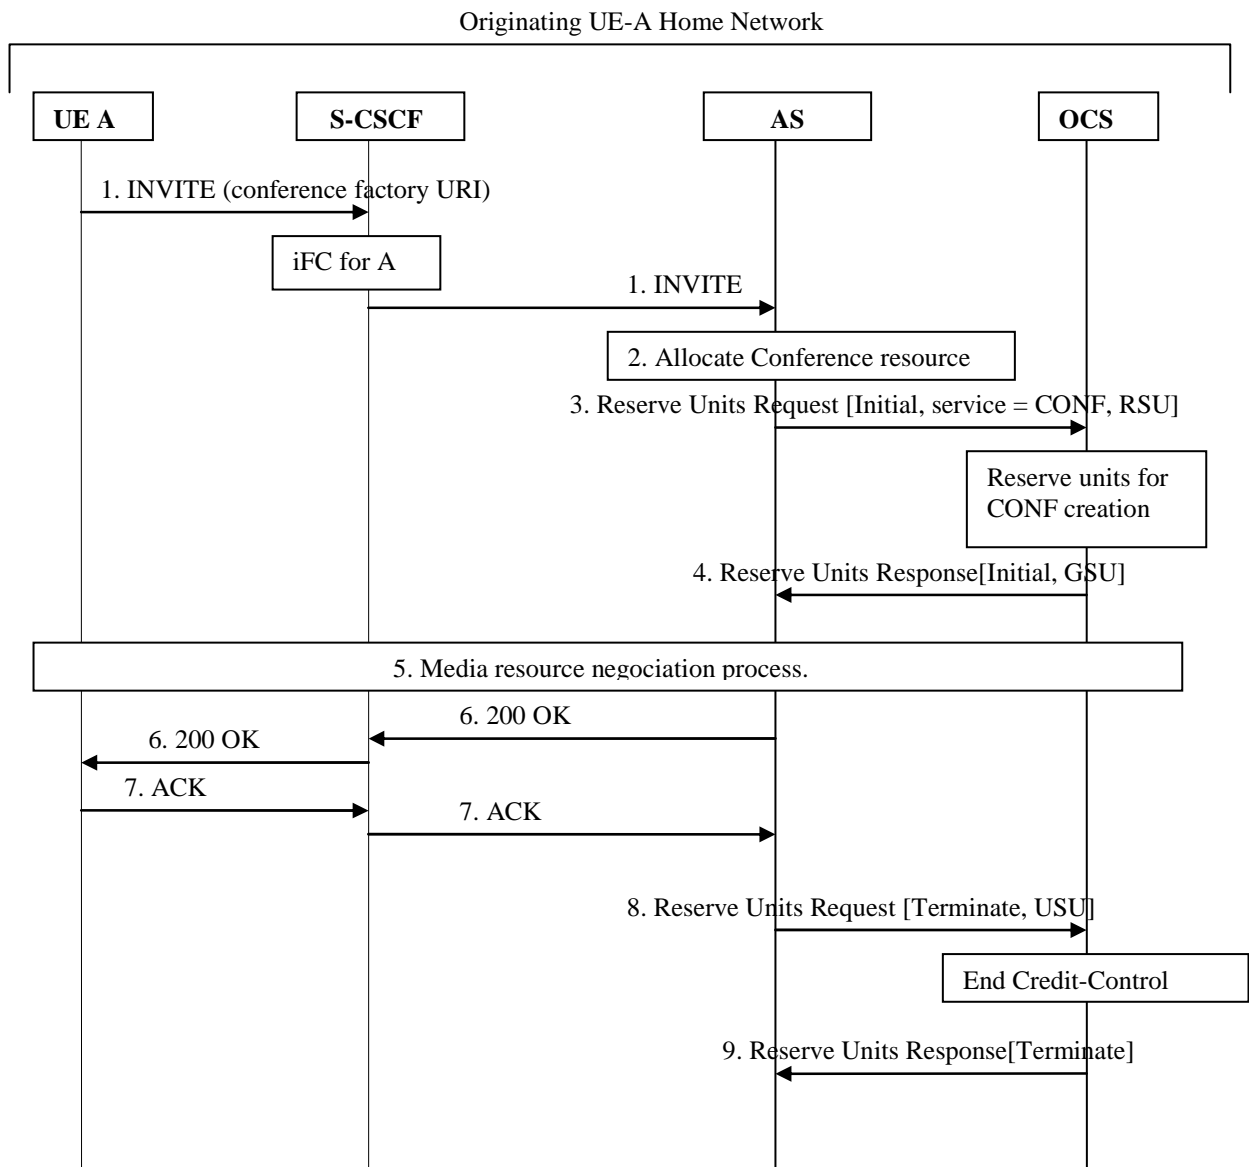 Originating UE-A Home Network
UE A
S-CSCF
AS
OCS
1. INVITE (conference factory URI)
iFC for A
1. INVITE
2. Allocate Conference resource
3. Reserve Units Request [Initial, service = CONF, RSU]
Reserve units for
CONF creation
4. Reserve Units Response[Initial, GSU]
5. Media resource negociation process.
6. 200 OK
6. 200 OK
7. ACK
7. ACK
8. Reserve Units Request [Terminate, USU]
End Credit-Control
9. Reserve Units Response[Terminate]